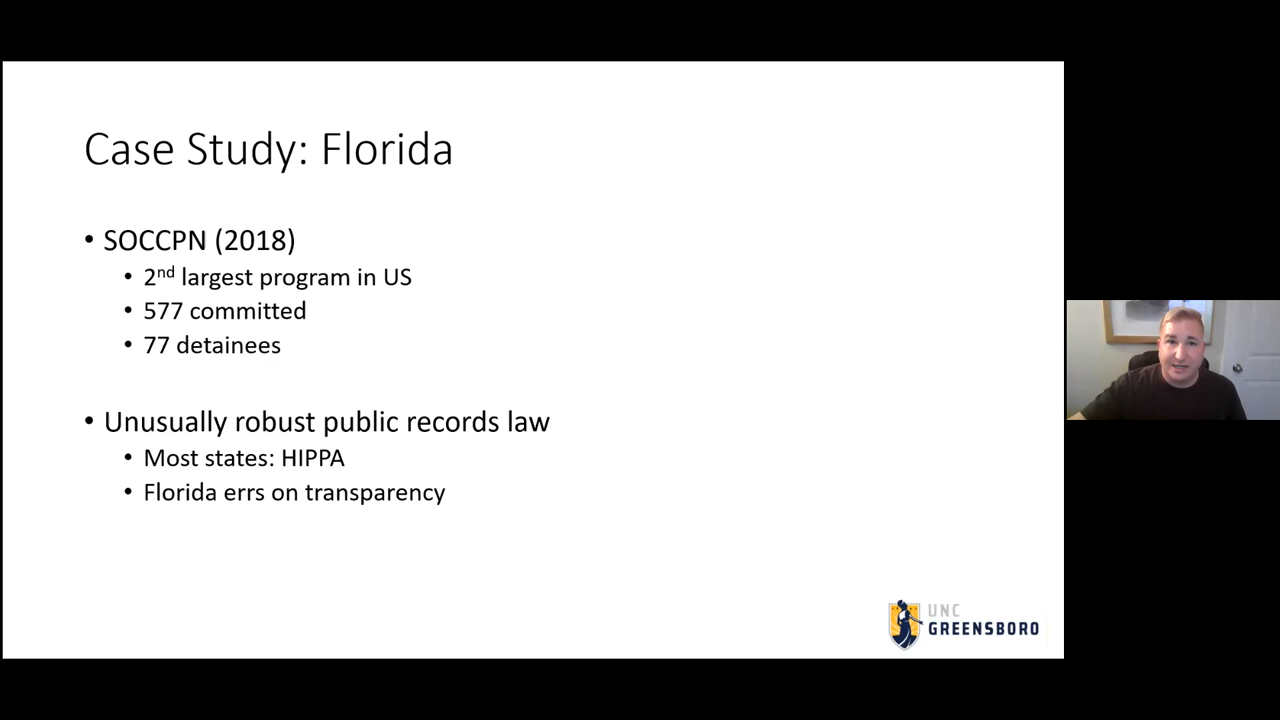 Case Study: Florida
• SOCCPN (2018)
• 2nd largest program in US
• 577 committed
• 77 detainees
• Unusually robust public records law
• Most states: HIPPA
• Florida errs on transparency
UNC
GREENSBORO